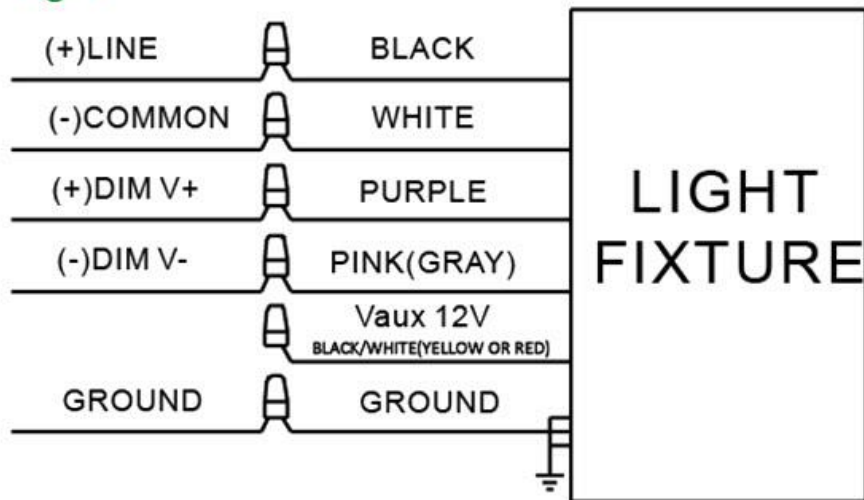 (+)LINE BLACK
(-)COMMON WHITE
(+)DIM V+ PURPLE
(-)DIM V- PINK(GRAY)
Vaux 12V
BLACK/WHITE(YELLOW OR RED)
GROUND GROUND
LIGHT
FIXTURE